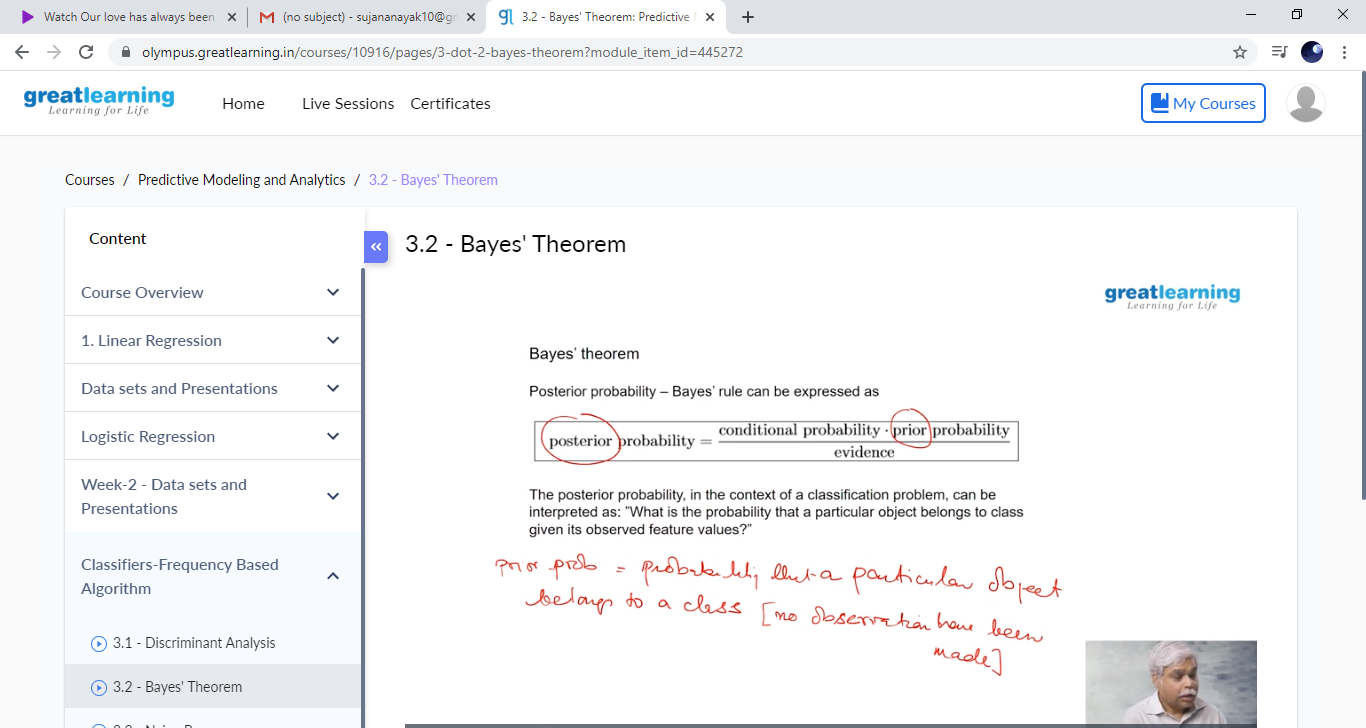 Watch Our love has always been
(no subject) - sujananayak10@gm
3.2 - Bayes' Theorem: Predictive
olympus.greatlearning.in/courses/10916/pages/3-dot-2-bayes-theorem?module_item_id=445272
greatlearning
Learning for Life
Home
Live Sessions
Certificates
My Courses
Courses / Predictive Modeling and Analytics / 3.2 - Bayes' Theorem
Content
Course Overview
1. Linear Regression
Data sets and Presentations
Logistic Regression
Week-2 - Data sets and
Presentations
Classifiers-Frequency Based
Algorithm
3.1 - Discriminant Analysis
3.2 - Bayes' Theorem
3.2 - Bayes' Theorem
greatlearning
Learning for Life
Bayes' theorem
Posterior probability – Bayes' rule can be expressed as
posterior probability = conditional probability · prior probability
evidence
The posterior probability, in the context of a classification problem, can be
interpreted as: "What is the probability that a particular object belongs to class
given its observed feature values?"
prior prob = probability that a particular object
belongs to a class [no observation have been
made]